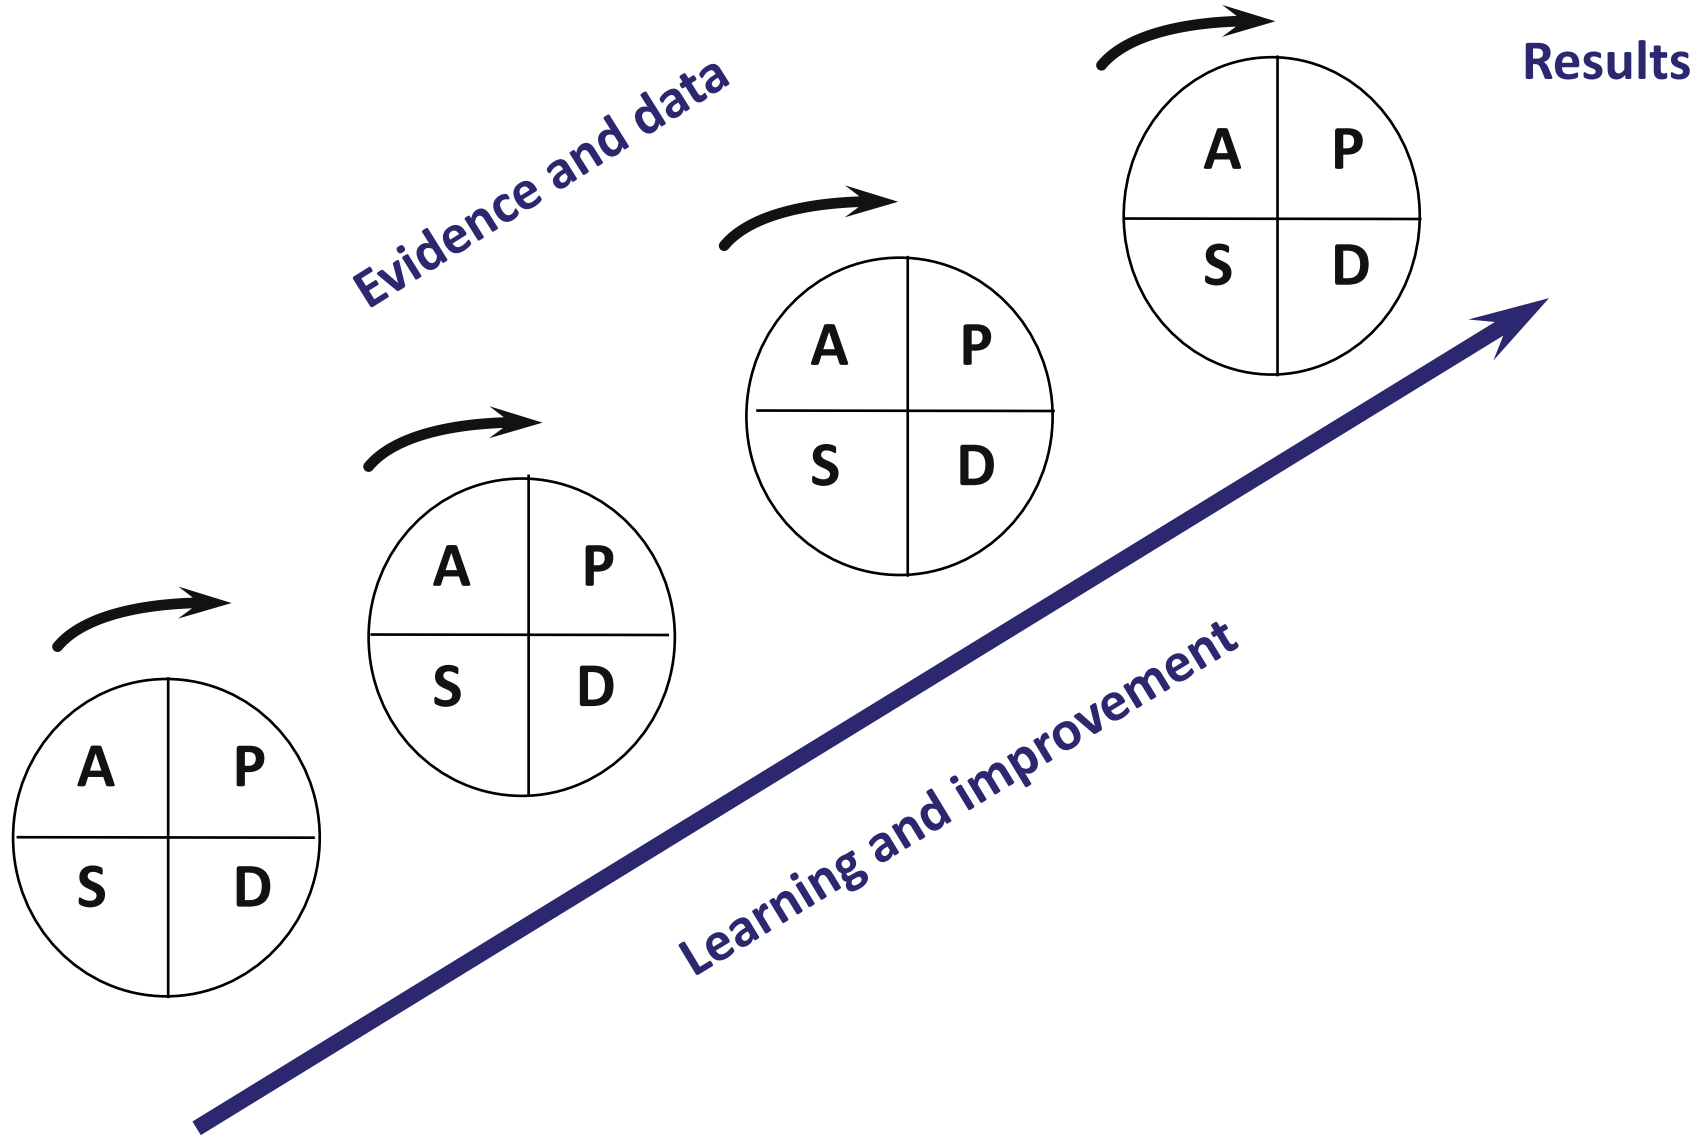 Results
Evidence and data
A P
S D
A P
S D
A P
S D
A P
S D
Learning and improvement